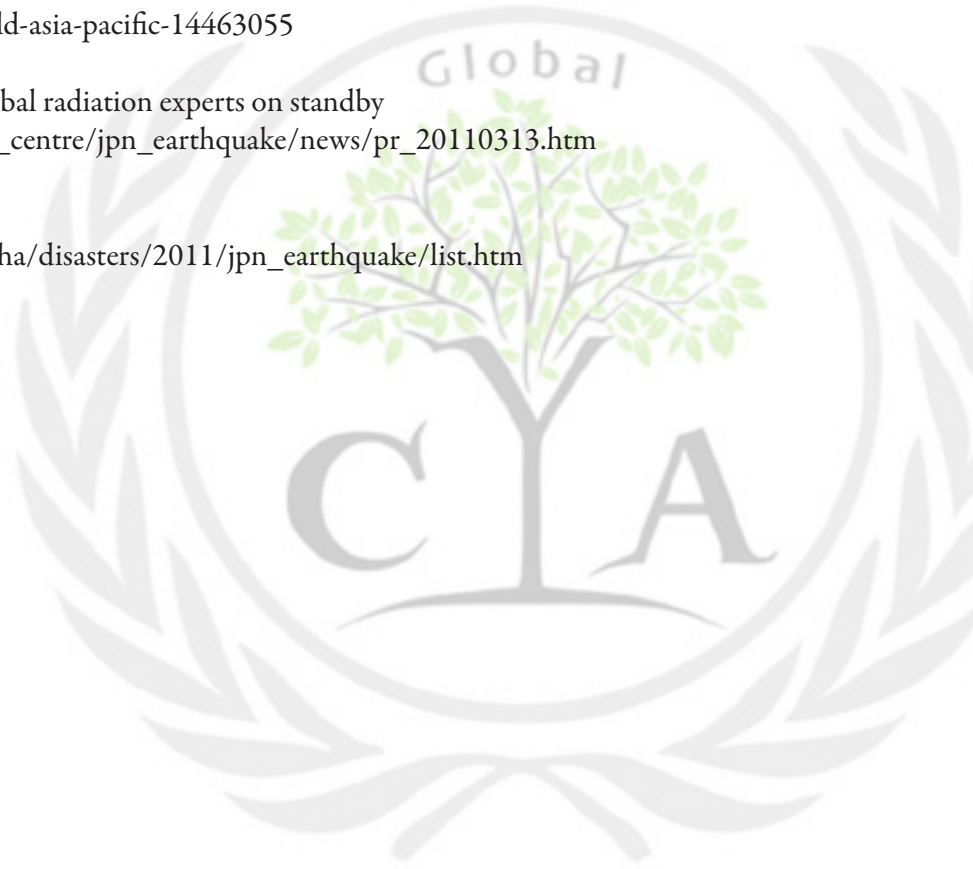 ld-asia-pacific-14463055
Global
bal radiation experts on standby
_centre/jpn_earthquake/news/pr_20110313.htm
ha/disasters/2011/jpn_earthquake/list.htm
C Y A